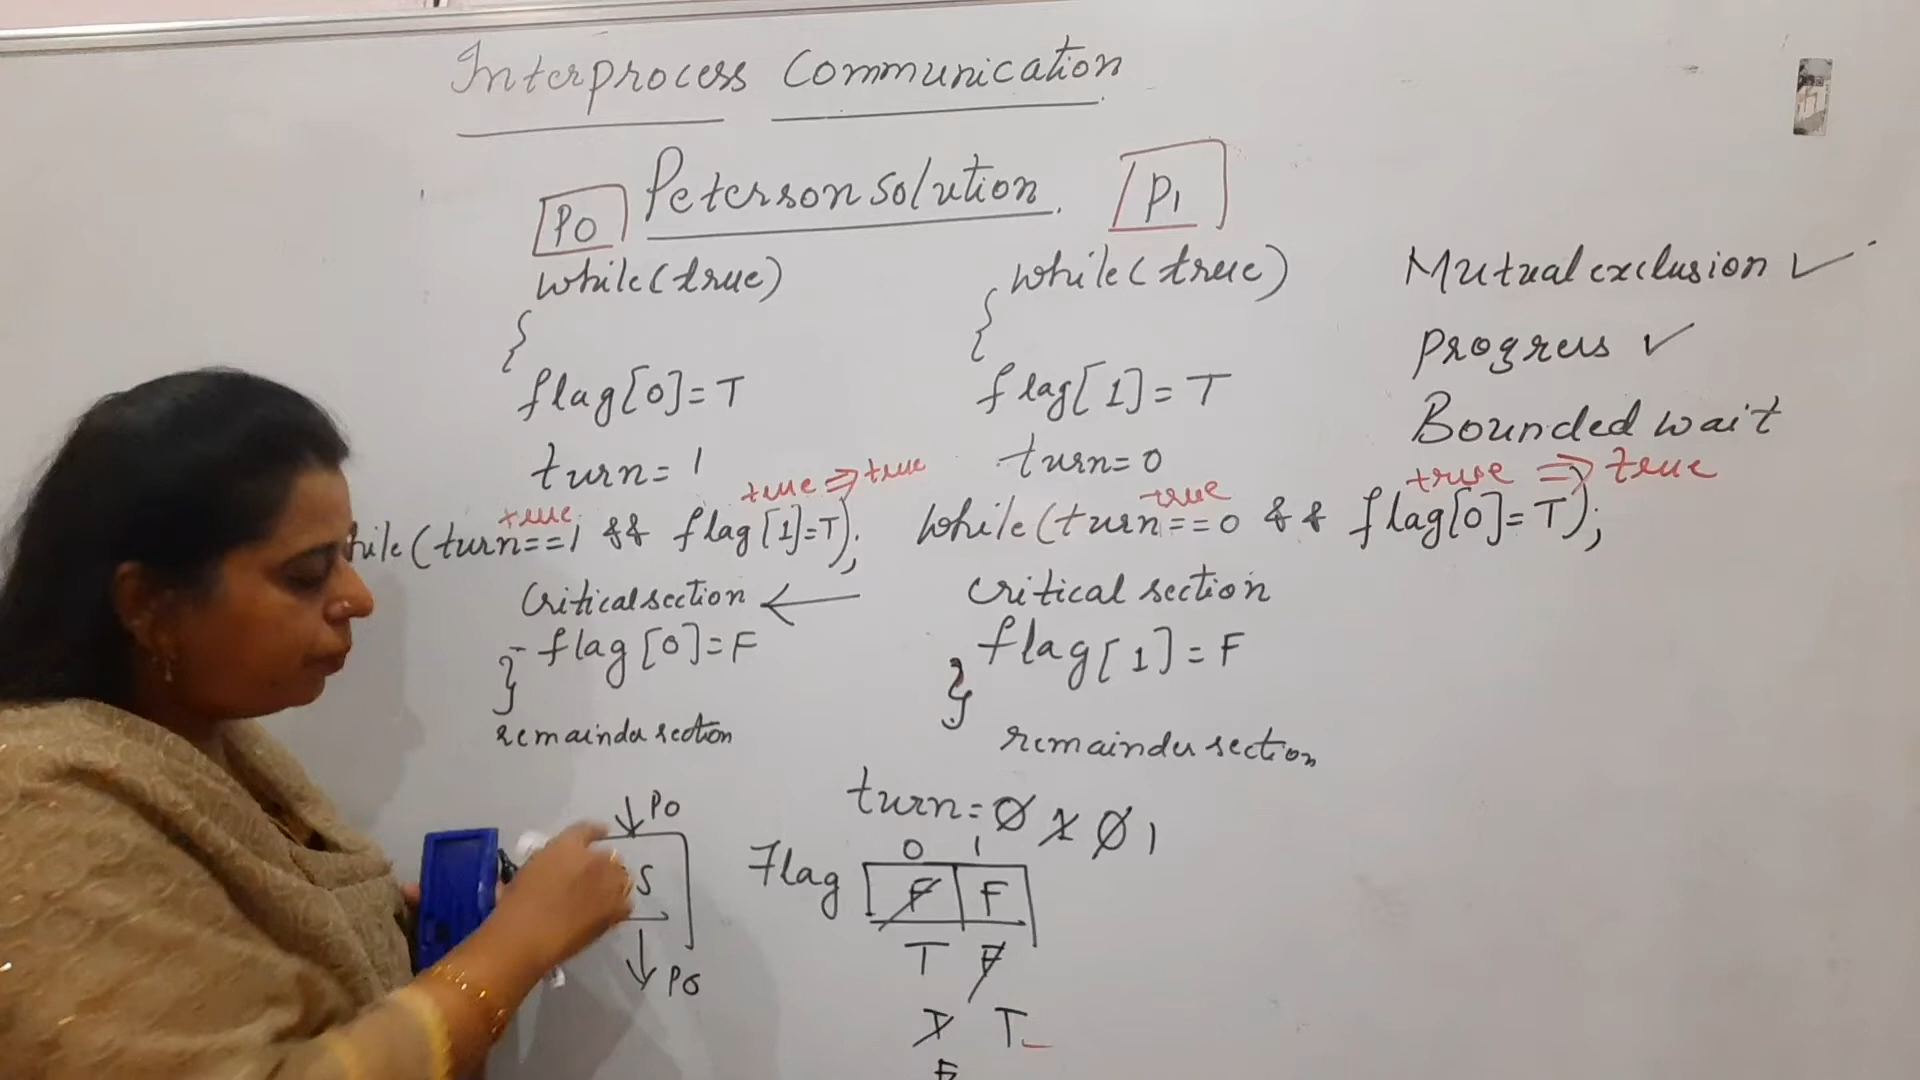 Interprocess Communication
P0 Peterson solution. P1
while(true)
{
flag[0]=T
turn=1
true true ⇒ true
hile(turn==1 && flag[1]=T);
Critical section ←
flag[0]=F
}
remainder section
while(true)
{
flag[1]=T
turn=0
true true ⇒ true
while(turn==0 && flag[0]=T);
critical section
flag[1]=F
}
remainder section
Mutual exclusion ✓
progress ✓
Bounded wait
↓ P0
S
↓ P0
turn=0 1 0 1
0 1
Flag F F
T F
T T
F